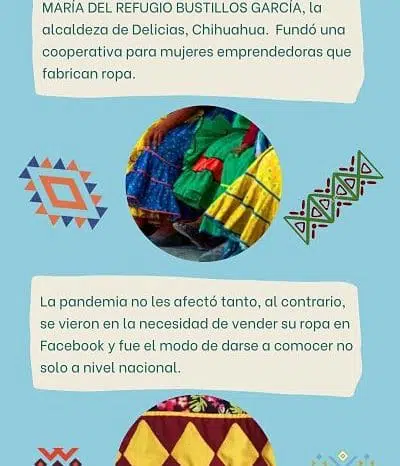 MARÍA DEL REFUGIO BUSTILLOS GARCÍA, la
alcaldeza de Delicias, Chihuahua. Fundó una
cooperativa para mujeres emprendedoras que
fabrican ropa.
La pandemia no les afectó tanto, al contrario,
se vieron en la necesidad de vender su ropa en
Facebook y fue el modo de darse a comocer no
solo a nivel nacional.